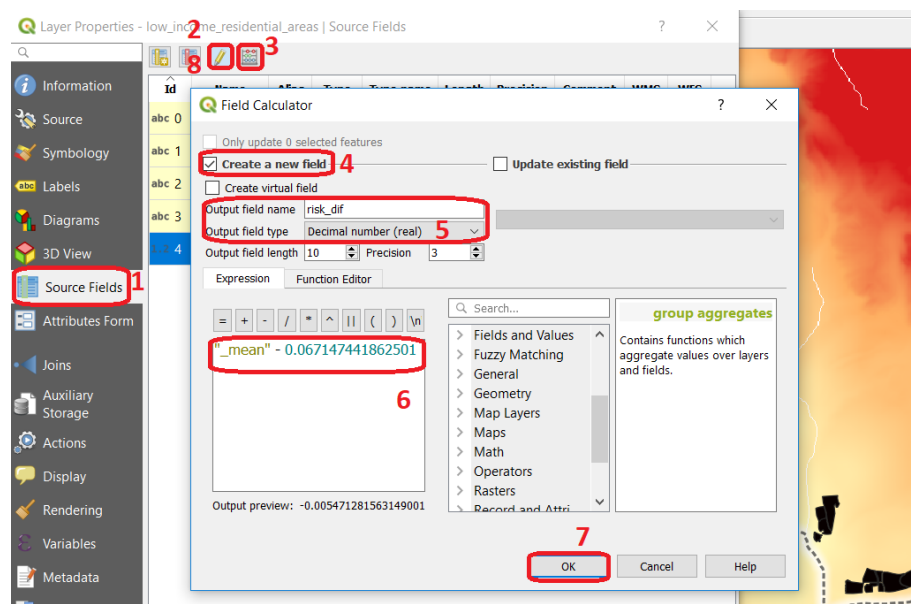 Layer Properties - low_income_residential_areas | Source Fields
2
3
8
Information
Source
Symbology
Labels
Diagrams
3D View
Source Fields
1
Attributes Form
Joins
Auxiliary
Storage
Actions
Display
Rendering
Variables
Metadata
Id Name Alias Type Type name Length Precision Comment WMS WFS
abc 0
abc 1
abc 2
abc 3
4
Field Calculator
Only update 0 selected features
Create a new field 4
Update existing field
Create virtual field
Output field name risk_dif
Output field type Decimal number (real) 5
Output field length 10 Precision 3
Expression Function Editor
= + - / * ^ || ( ) \n
"_mean" - 0.067147441862501
6
Output preview: -0.005471281563149001
Search...
Fields and Values
Fuzzy Matching
General
Geometry
Map Layers
Maps
Math
Operators
Rasters
Record and Attri
group aggregates
Contains functions which
aggregate values over layers
and fields.
7
OK Cancel Help